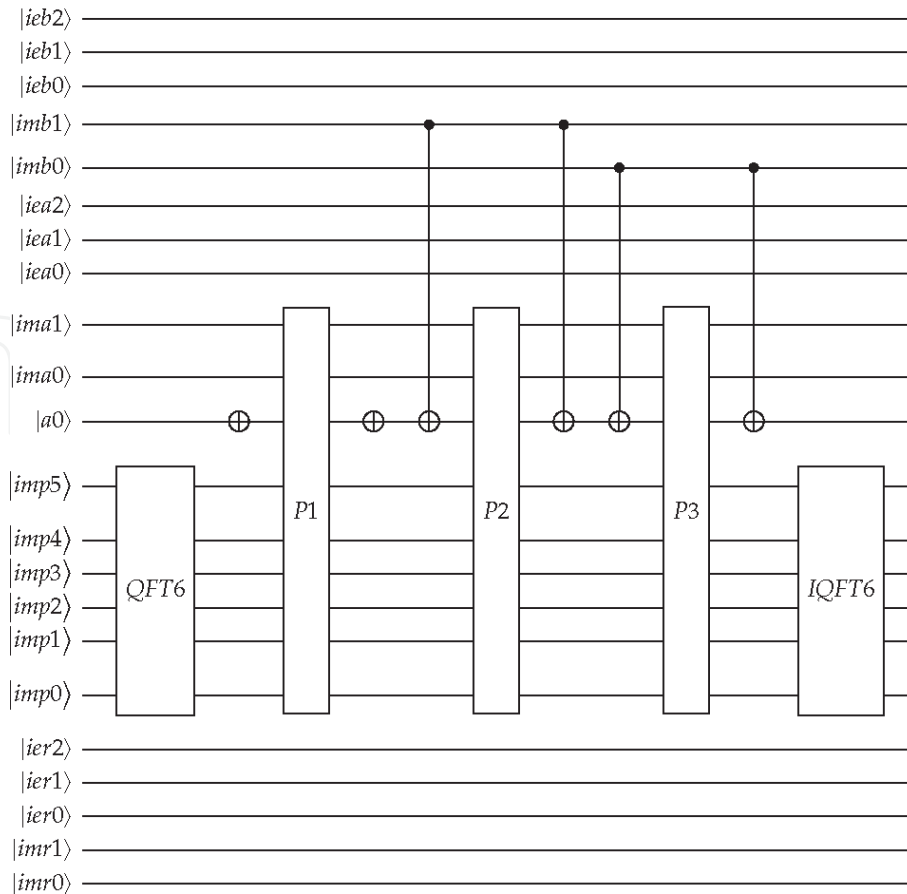 |ieb2⟩
|ieb1⟩
|ieb0⟩
|imb1⟩
|imb0⟩
|iea2⟩
|iea1⟩
|iea0⟩
|ima1⟩
|ima0⟩
|a0⟩
|imp5⟩
P1 P2 P3
|imp4⟩
|imp3⟩
QFT6 IQFT6
|imp2⟩
|imp1⟩
|imp0⟩
|ier2⟩
|ier1⟩
|ier0⟩
|imr1⟩
|imr0⟩